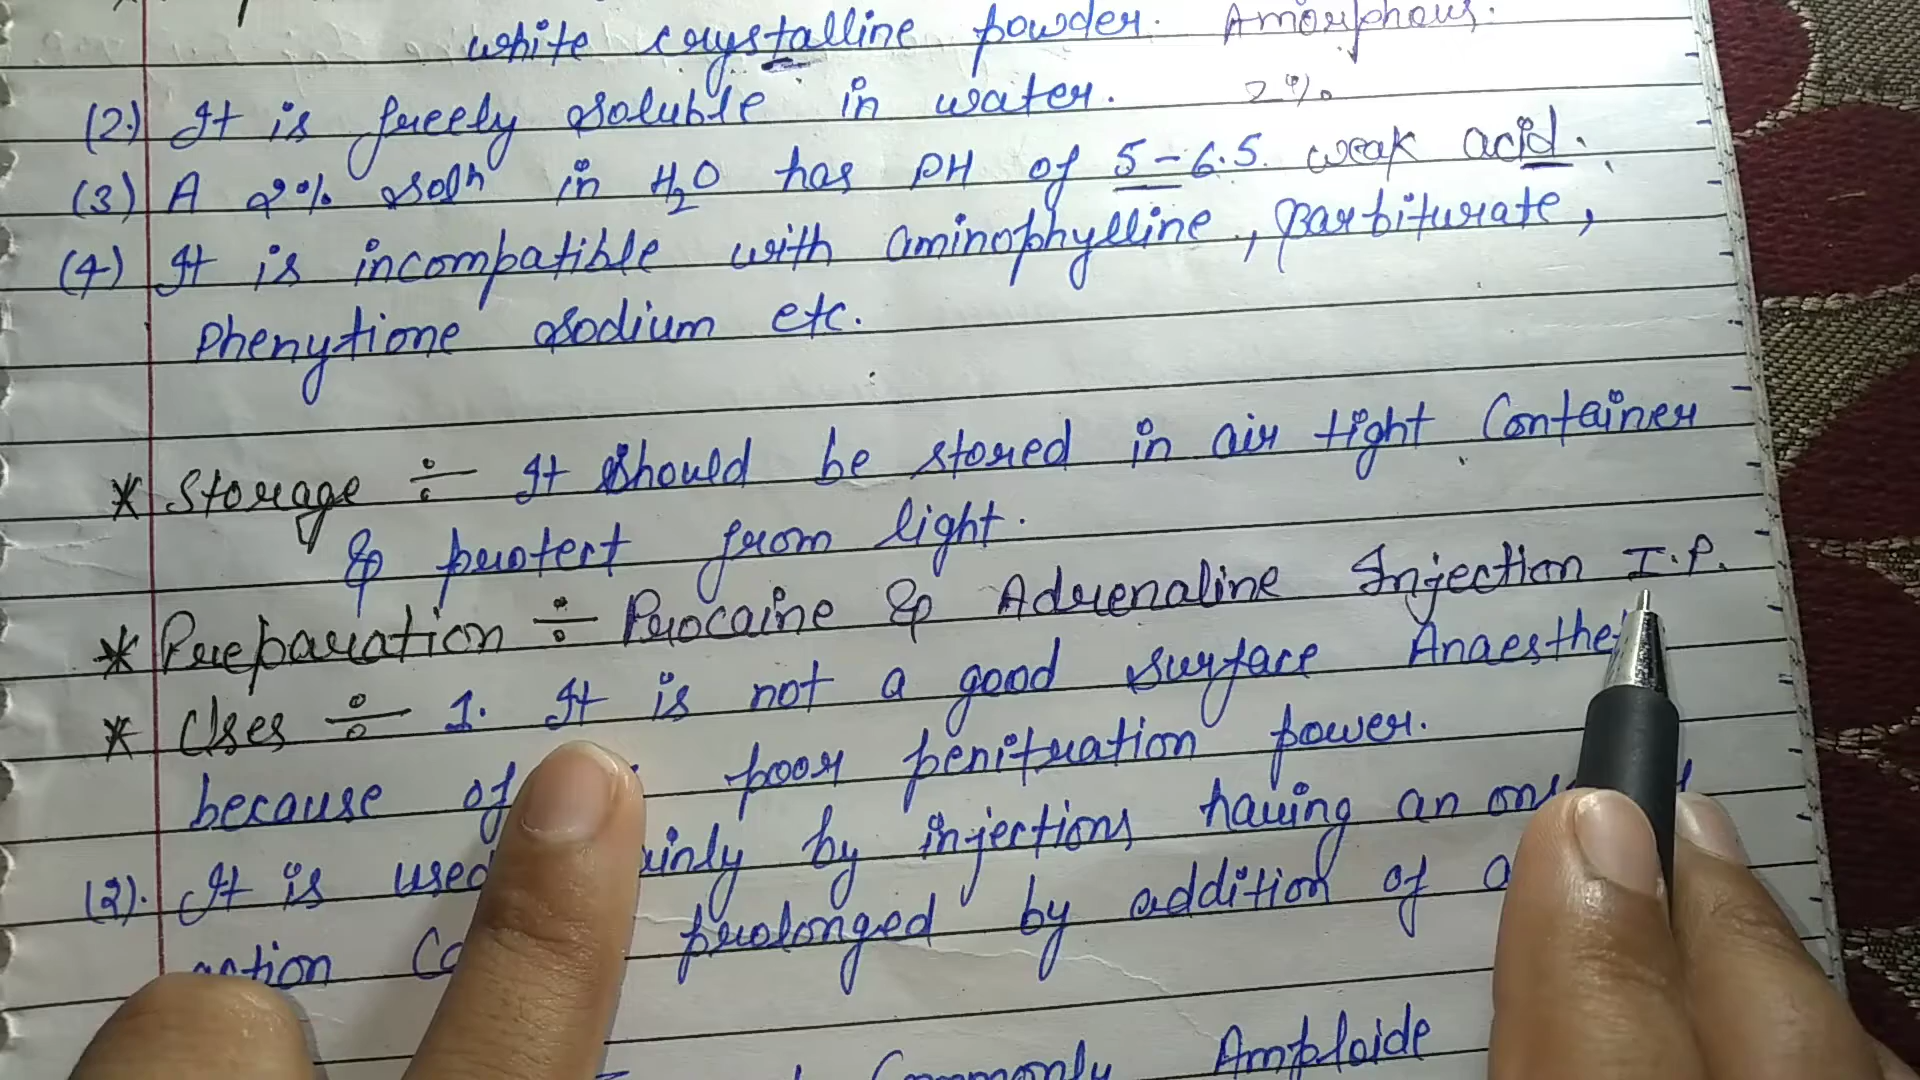 white crystalline powder. Amorphous.
(2) It is freely soluble in water. 2%
(3) A 2% soln in H2O has PH of 5-6.5. weak acid.
(4) It is incompatible with aminophylline, barbiturate,
Phenytione sodium etc.
* Storage ÷ It should be stored in air tight Container
& protect from light.
* Preparation ÷ Procaine & Adrenaline Injection I.P.
* Uses ÷ 1. It is not a good surface Anaesthe
because of poor penitration power.
(2). It is used by injections having an
action prolonged by addition of
Commonly Amploide